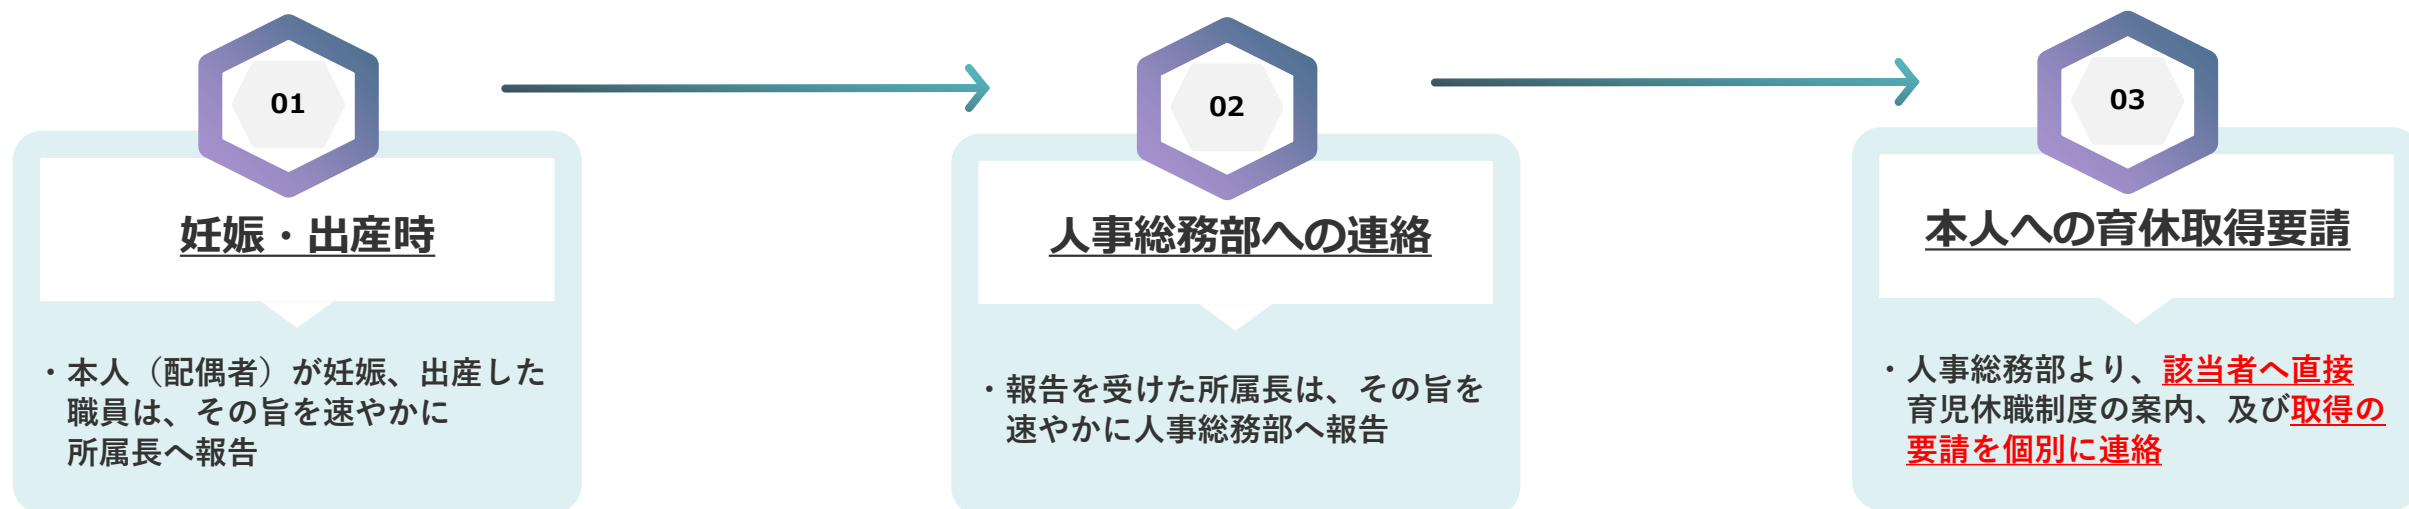 01
妊娠・出産時
・本人（配偶者）が妊娠、出産した
職員は、その旨を速やかに
所属長へ報告
02
人事総務部への連絡
・報告を受けた所属長は、その旨を
速やかに人事総務部へ報告
03
本人への育休取得要請
・人事総務部より、該当者へ直接
育児休職制度の案内、及び取得の
要請を個別に連絡